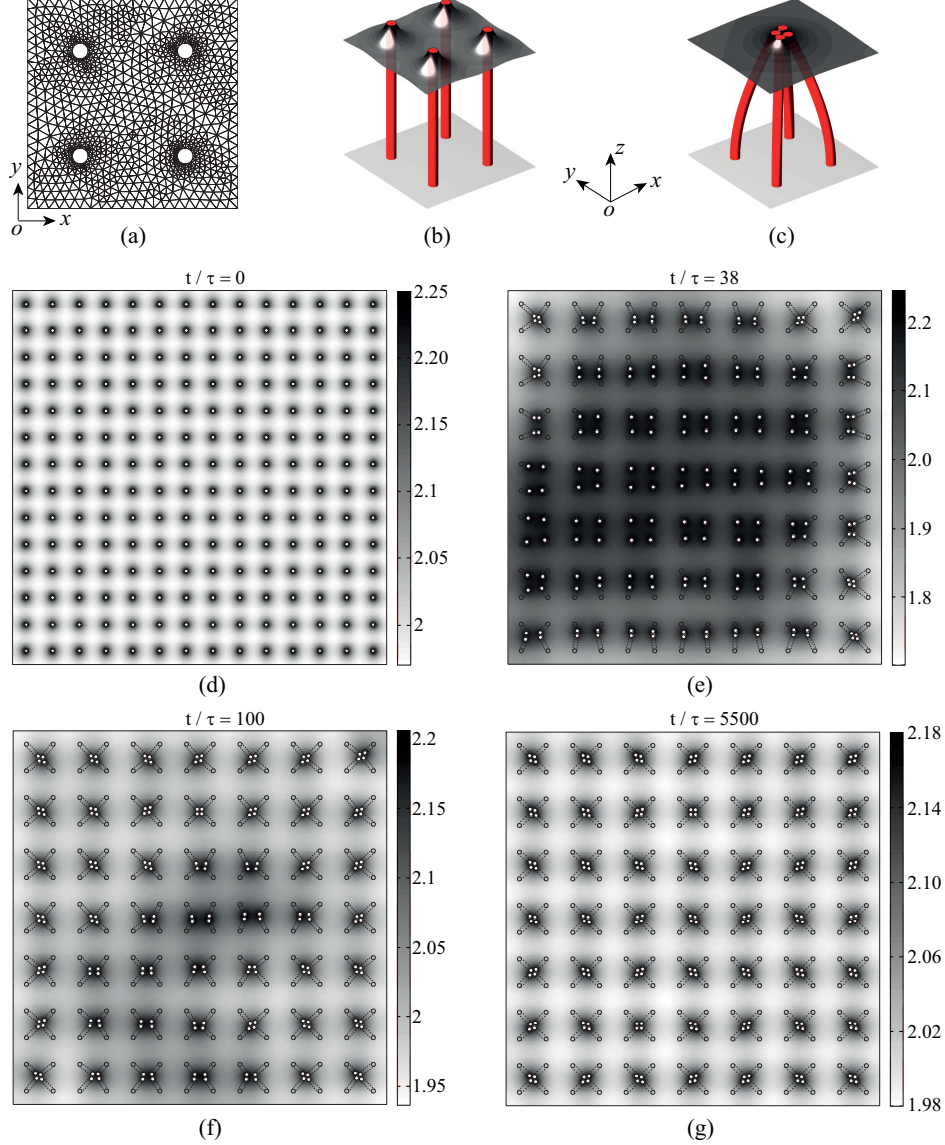 y
o
x
(a)
(b)
z
y
x
o
(c)
t / τ = 0
2.25
2.20
2.15
2.1
2.05
2
(d)
t / τ = 38
2.2
2.1
2.0
1.9
1.8
(e)
t / τ = 100
2.2
2.15
2.1
2.05
2
1.95
(f)
t / τ = 5500
2.18
2.14
2.10
2.06
2.02
1.98
(g)